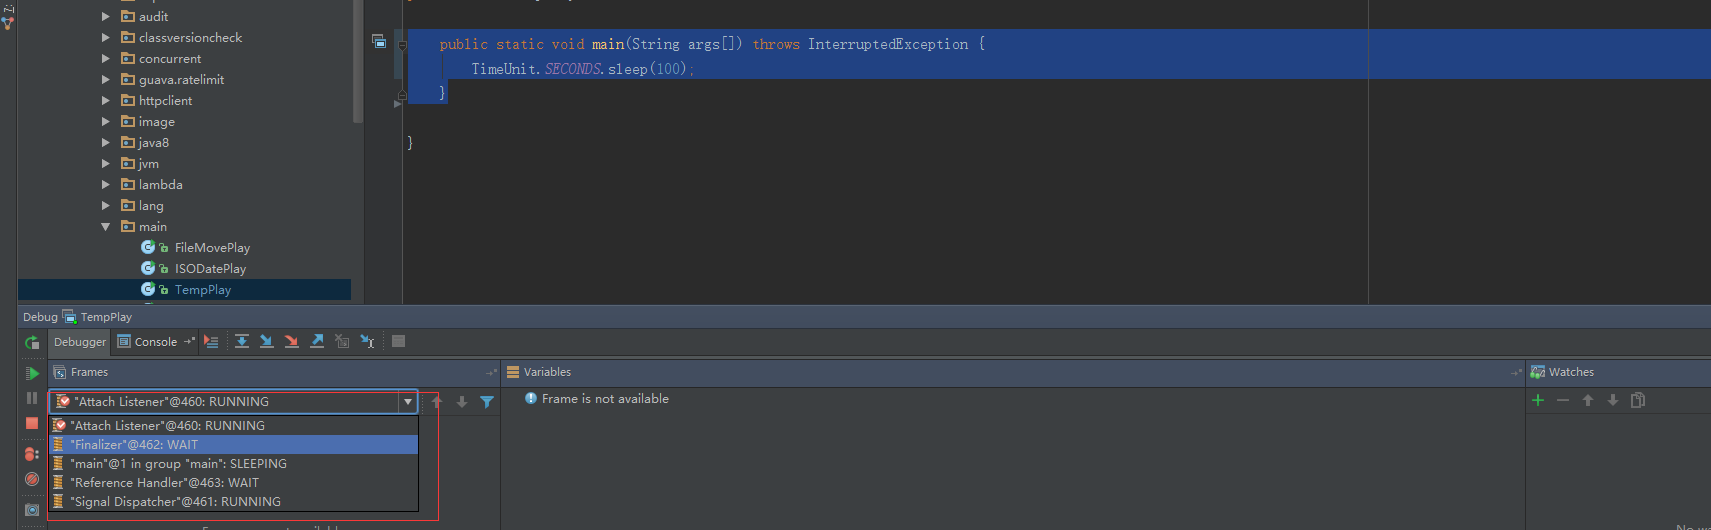 audit
classversioncheck
concurrent
guava.ratelimit
httpclient
image
java8
jvm
lambda
lang
main
FileMovePlay
ISODatePlay
TempPlay
public static void main(String args[]) throws InterruptedException {
TimeUnit.SECONDS.sleep(100);
}
}
Debug TempPlay
Debugger Console
Frames Variables Watches
"Attach Listener"@460: RUNNING
Frame is not available
"Attach Listener"@460: RUNNING
"Finalizer"@462: WAIT
"main"@1 in group "main": SLEEPING
"Reference Handler"@463: WAIT
"Signal Dispatcher"@461: RUNNING